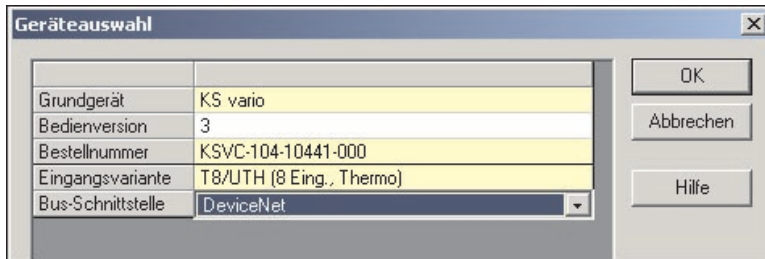 Geräteauswahl
OK
Grundgerät KS vario
Bedienversion 3
Abbrechen
Bestellnummer KSVC-104-10441-000
Eingangsvariante T8/UTH (8 Eing., Thermo)
Hilfe
Bus-Schnittstelle DeviceNet